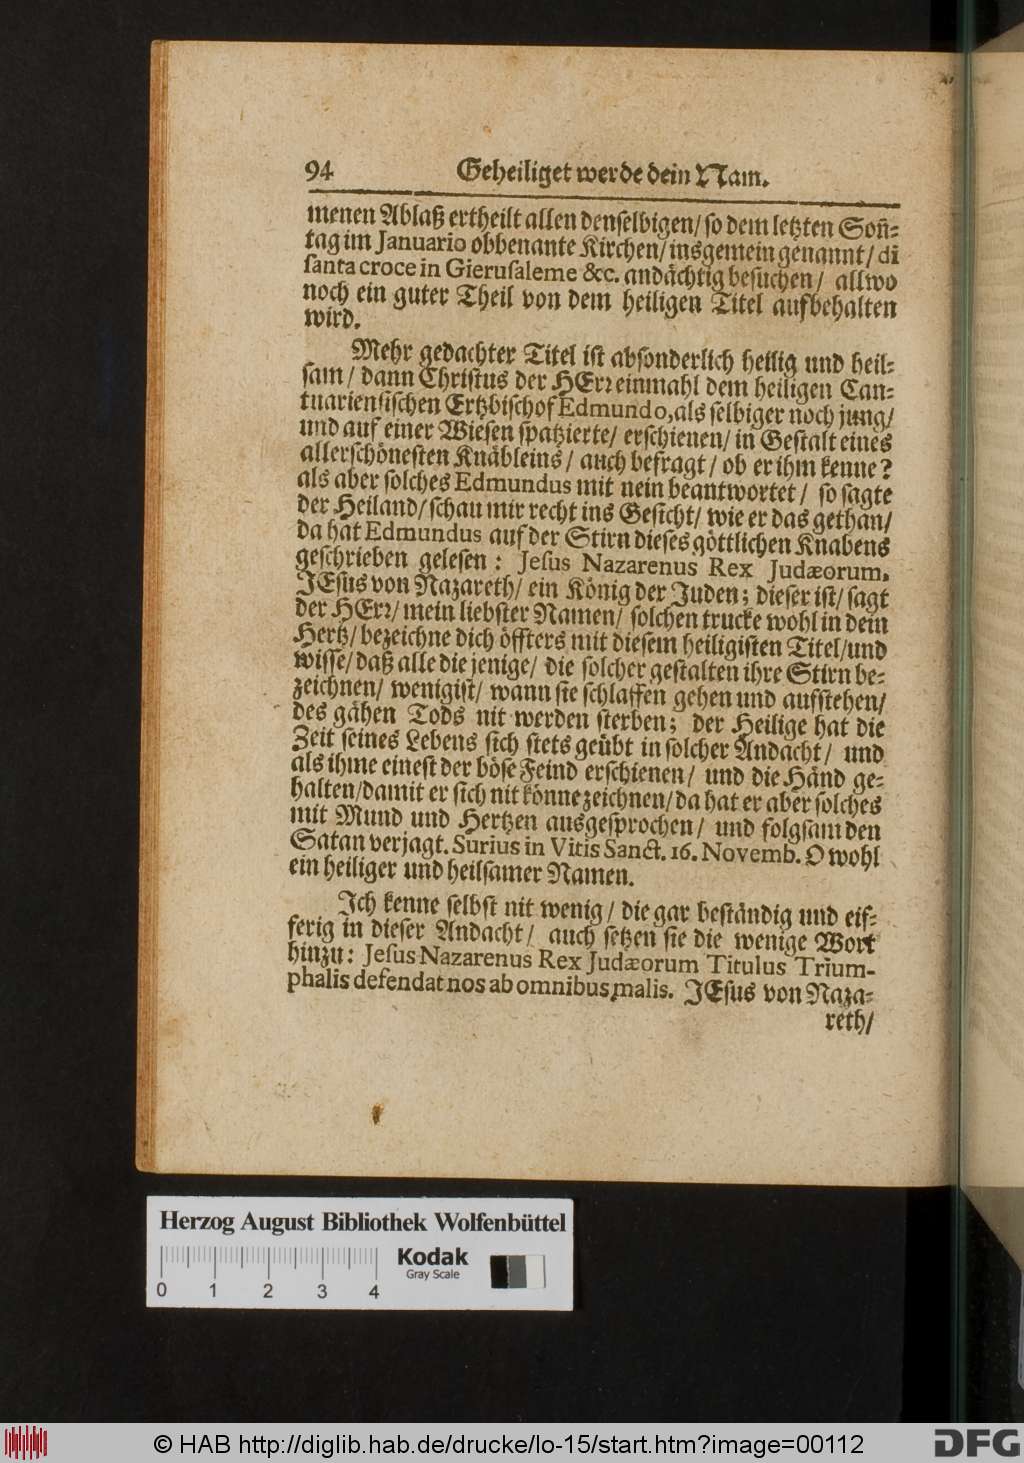 94 Geheiliget werde dein Nam.
menen Ablaß ertheilt allen denselbigen/ so dem letzten Son̄-
tag im Januario obbenante Kirchen/ insgemein genannt/ di
santa croce in Gierusaleme &c. andächtig besuchen/ allwo
noch ein guter Theil von dem heiligen Titel aufbehalten
wird.
Mehr gedachter Titel ist absonderlich heilig und heil-
sam/ dann Christus der HErr einmahl dem heiligen Can-
tuariensischen Ertzbischof Edmundo, als selbiger noch jung/
und auf einer Wiesen spatzierte/ erschienen/ in Gestalt eines
allerschönesten Knäbleins/ auch befragt/ ob er ihm kenne?
als aber solches Edmundus mit nein beantwortet/ so sagte
der Heiland/ schau mir recht ins Gesicht/ wie er das gethan/
da hat Edmundus auf der Stirn dieses göttlichen Knabens
geschrieben gelesen: Jesus Nazarenus Rex Judæorum.
JEsus von Nazareth/ ein König der Juden; dieser ist/ sagt
der HErr/ mein liebster Namen/ solchen trucke wohl in dein
Hertz/ bezeichne dich öffters mit diesem heiligisten Titel/ und
wisse/ daß alle die jenige/ die solcher gestalten ihre Stirn be-
zeichnen/ wenigist/ wann sie schlaffen gehen und aufstehen/
des gähen Tods nit werden sterben; der Heilige hat die
Zeit seines Lebens sich stets geübt in solcher Andacht/ und
als ihme einest der böse Feind erschienen/ und die Händ ge-
halten/ damit er sich nit könne zeichnen/ da hat er aber solches
mit Mund und Hertzen ausgesprochen/ und folgsam den
Satan verjagt. Surius in Vitis Sanct. 16. Novemb. O wohl
ein heiliger und heilsamer Namen.
Ich kenne selbst nit wenig/ die gar beständig und eif-
ferig in dieser Andacht/ auch setzen sie die wenige Wort
hinzu: Jesus Nazarenus Rex Judæorum Titulus Trium-
phalis defendat nos ab omnibus malis. JEsus von Naza-
reth/
Herzog August Bibliothek Wolfenbüttel
Kodak
Gray Scale
0 1 2 3 4
© HAB http://diglib.hab.de/drucke/lo-15/start.htm?image=00112
DFG